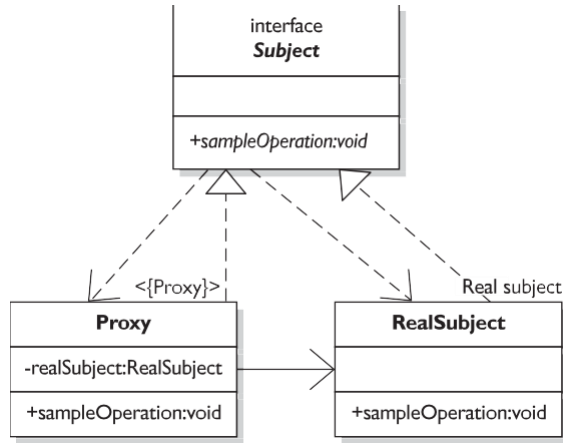 interface
Subject
+sampleOperation:void
<{Proxy}>
Real subject
Proxy
-realSubject:RealSubject
+sampleOperation:void
RealSubject
+sampleOperation:void